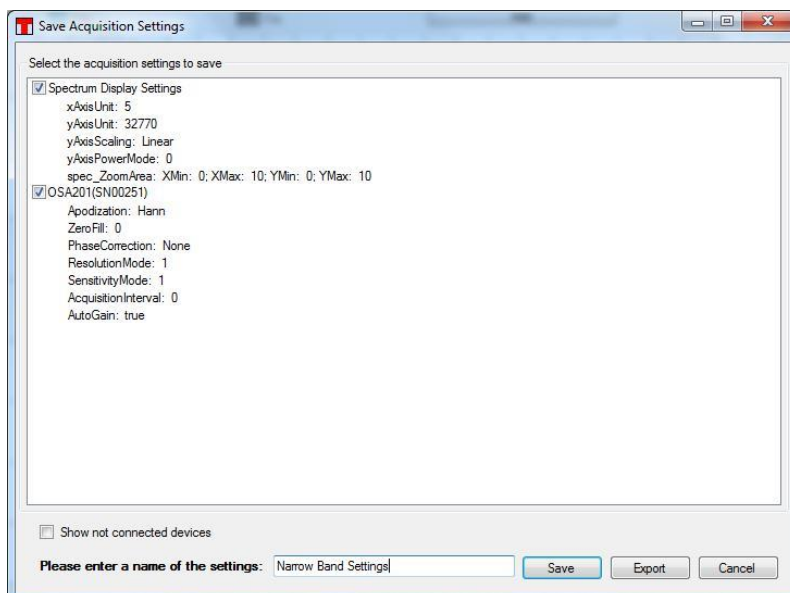 Save Acquisition Settings
Select the acquisition settings to save
Spectrum Display Settings
xAxisUnit: 5
yAxisUnit: 32770
yAxisScaling: Linear
yAxisPowerMode: 0
spec_ZoomArea: XMin: 0; XMax: 10; YMin: 0; YMax: 10
OSA201(SN00251)
Apodization: Hann
ZeroFill: 0
PhaseCorrection: None
ResolutionMode: 1
SensitivityMode: 1
AcquisitionInterval: 0
AutoGain: true
Show not connected devices
Please enter a name of the settings: Narrow Band Settings Save Export Cancel